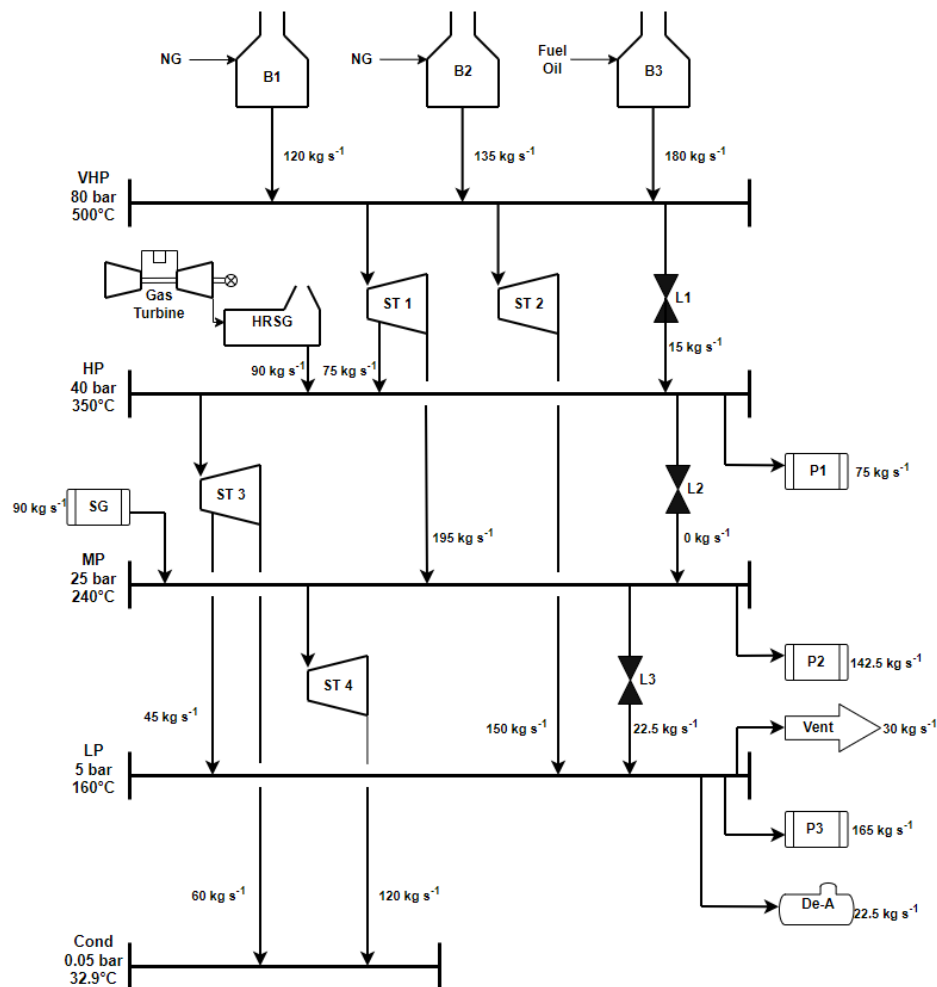 NG
B1
NG
B2
Fuel
Oil
B3
120 kg s⁻¹
135 kg s⁻¹
180 kg s⁻¹
VHP
80 bar
500°C
Gas
Turbine
HRSG
ST 1
ST 2
L1
90 kg s⁻¹
75 kg s⁻¹
15 kg s⁻¹
HP
40 bar
350°C
ST 3
L2
P1
75 kg s⁻¹
90 kg s⁻¹
SG
195 kg s⁻¹
0 kg s⁻¹
MP
25 bar
240°C
ST 4
L3
P2
142.5 kg s⁻¹
45 kg s⁻¹
150 kg s⁻¹
22.5 kg s⁻¹
Vent
30 kg s⁻¹
LP
5 bar
160°C
P3
165 kg s⁻¹
60 kg s⁻¹
120 kg s⁻¹
De-A
22.5 kg s⁻¹
Cond
0.05 bar
32.9°C